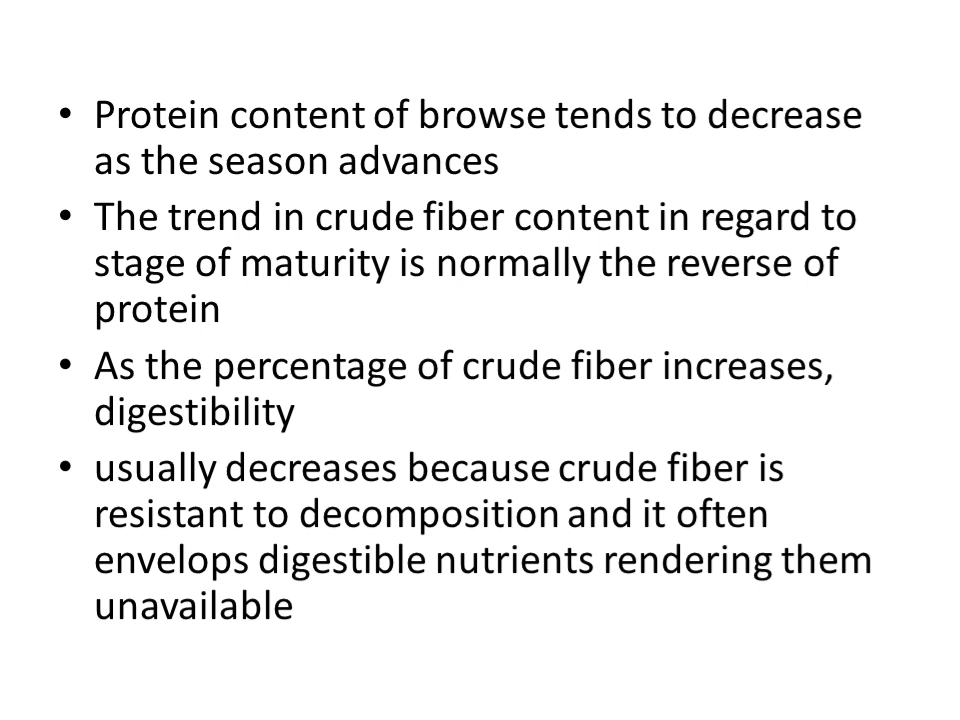 • Protein content of browse tends to decrease
as the season advances
• The trend in crude fiber content in regard to
stage of maturity is normally the reverse of
protein
• As the percentage of crude fiber increases,
digestibility
• usually decreases because crude fiber is
resistant to decomposition and it often
envelops digestible nutrients rendering them
unavailable